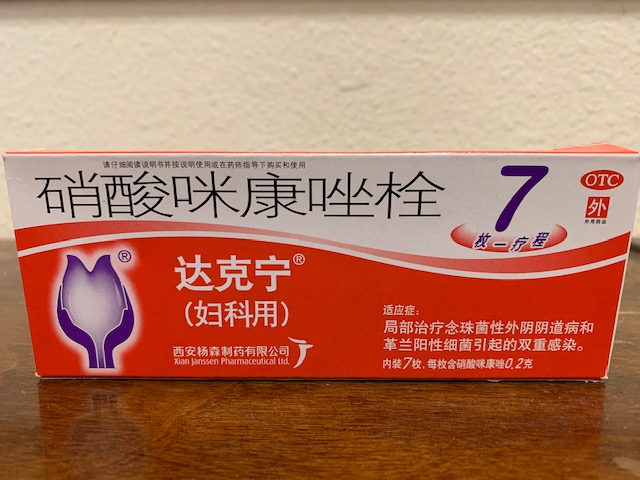 请仔细阅读说明书并按说明使用或在药师指导下购买和使用
硝酸咪康唑栓
7
枚一疗程
OTC
外
外用药品
®
达克宁®
(妇科用)
西安杨森制药有限公司
Xian Janssen Pharmaceutical Ltd.
适应症:
局部治疗念珠菌性外阴阴道病和
革兰阳性细菌引起的双重感染。
内装7枚, 每枚含硝酸咪康唑0.2克